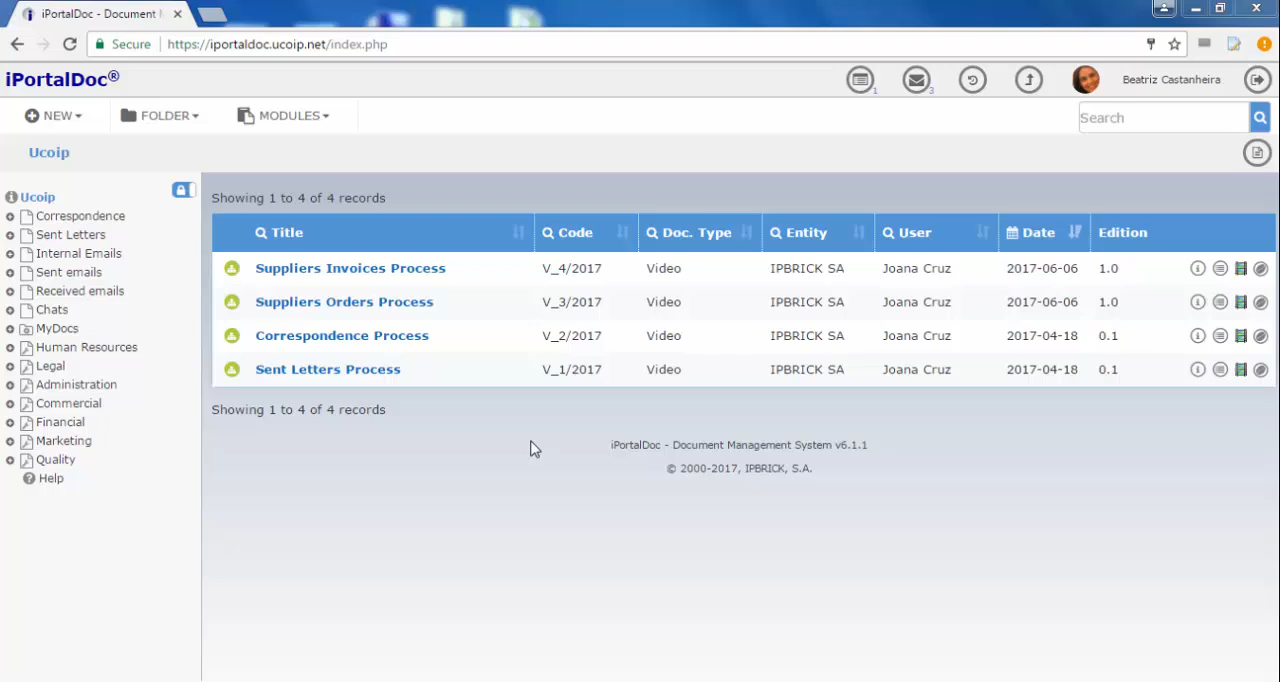 iPortalDoc - Document M
Secure https://iportaldoc.ucoip.net/index.php
iPortalDoc®
1
3
Beatriz Castanheira
NEW
FOLDER
MODULES
Search
Ucoip
Ucoip
Correspondence
Sent Letters
Internal Emails
Sent emails
Received emails
Chats
MyDocs
Human Resources
Legal
Administration
Commercial
Financial
Marketing
Quality
Help
Showing 1 to 4 of 4 records
Title Code Doc. Type Entity User Date Edition
Suppliers Invoices Process V_4/2017 Video IPBRICK SA Joana Cruz 2017-06-06 1.0
Suppliers Orders Process V_3/2017 Video IPBRICK SA Joana Cruz 2017-06-06 1.0
Correspondence Process V_2/2017 Video IPBRICK SA Joana Cruz 2017-04-18 0.1
Sent Letters Process V_1/2017 Video IPBRICK SA Joana Cruz 2017-04-18 0.1
Showing 1 to 4 of 4 records
iPortalDoc - Document Management System v6.1.1
© 2000-2017, IPBRICK, S.A.